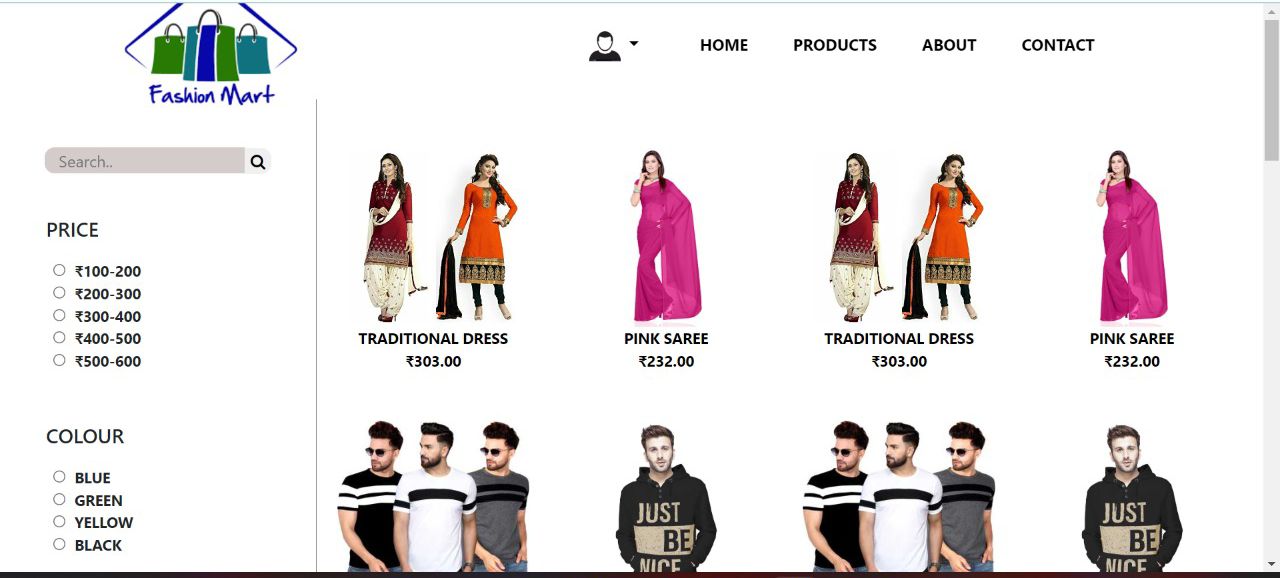 Fashion Mart
HOME PRODUCTS ABOUT CONTACT
Search..
PRICE
₹100-200
₹200-300
₹300-400
₹400-500
₹500-600
COLOUR
BLUE
GREEN
YELLOW
BLACK
TRADITIONAL DRESS
₹303.00
PINK SAREE
₹232.00
TRADITIONAL DRESS
₹303.00
PINK SAREE
₹232.00
JUST
BE
NICE
JUST
BE
NICE